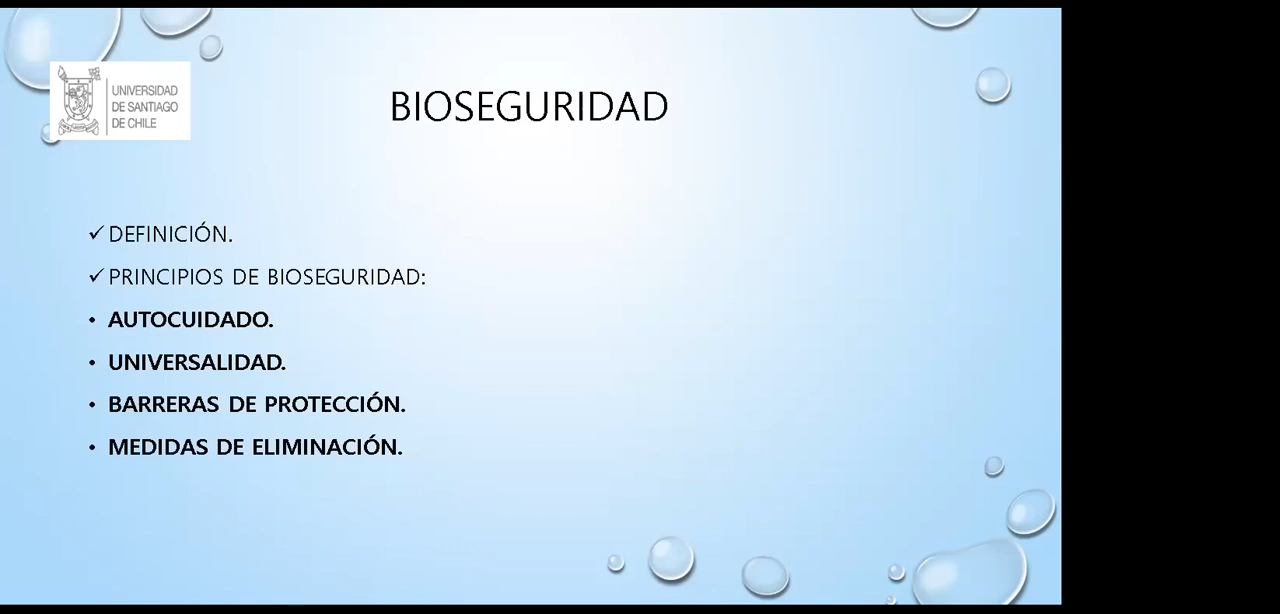 UNIVERSIDAD
DE SANTIAGO
DE CHILE
BIOSEGURIDAD
DEFINICIÓN.
PRINCIPIOS DE BIOSEGURIDAD:
AUTOCUIDADO.
UNIVERSALIDAD.
BARRERAS DE PROTECCIÓN.
MEDIDAS DE ELIMINACIÓN.